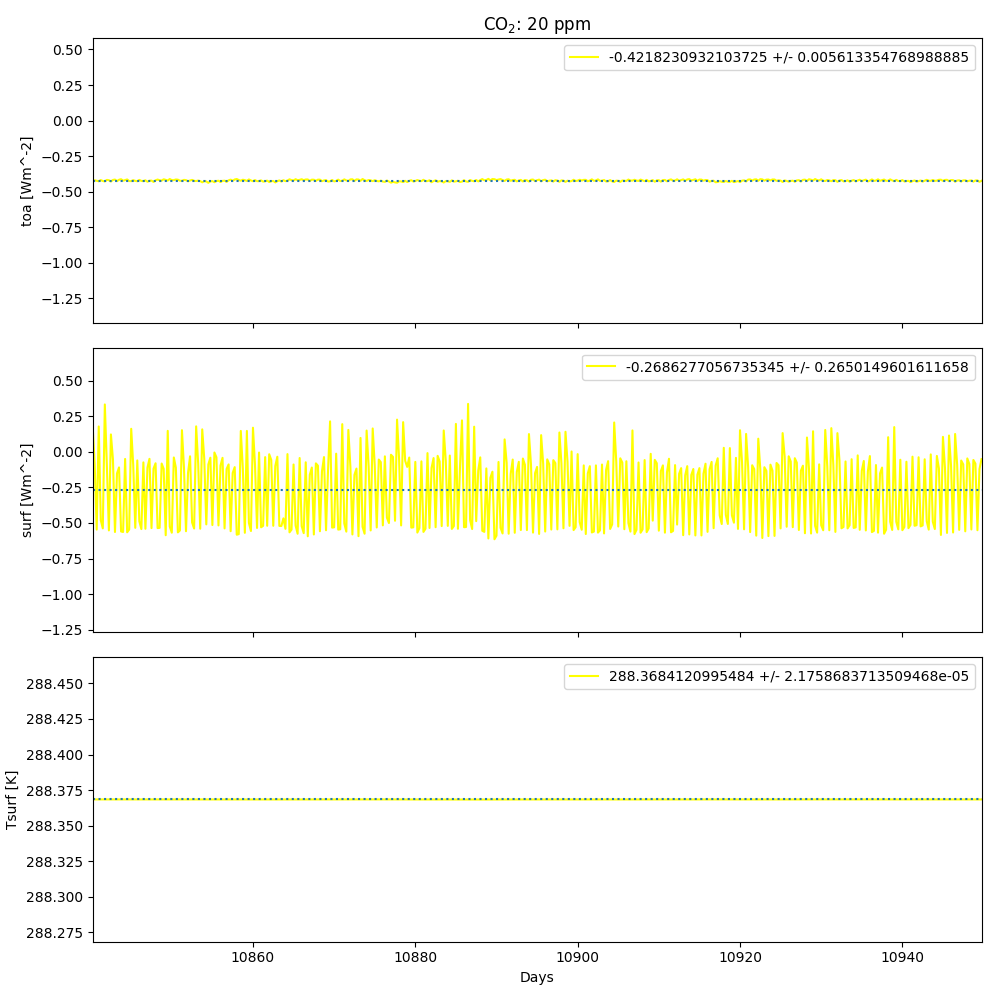 CO₂: 20 ppm
-0.4218230932103725 +/- 0.005613354768988885
0.50
0.25
0.00
−0.25
−0.50
−0.75
−1.00
−1.25
toa [Wm^-2]
-0.2686277056735345 +/- 0.2650149601611658
0.50
0.25
0.00
−0.25
−0.50
−0.75
−1.00
−1.25
surf [Wm^-2]
288.3684120995484 +/- 2.1758683713509468e-05
288.450
288.425
288.400
288.375
288.350
288.325
288.300
288.275
Tsurf [K]
10860 10880 10900 10920 10940
Days